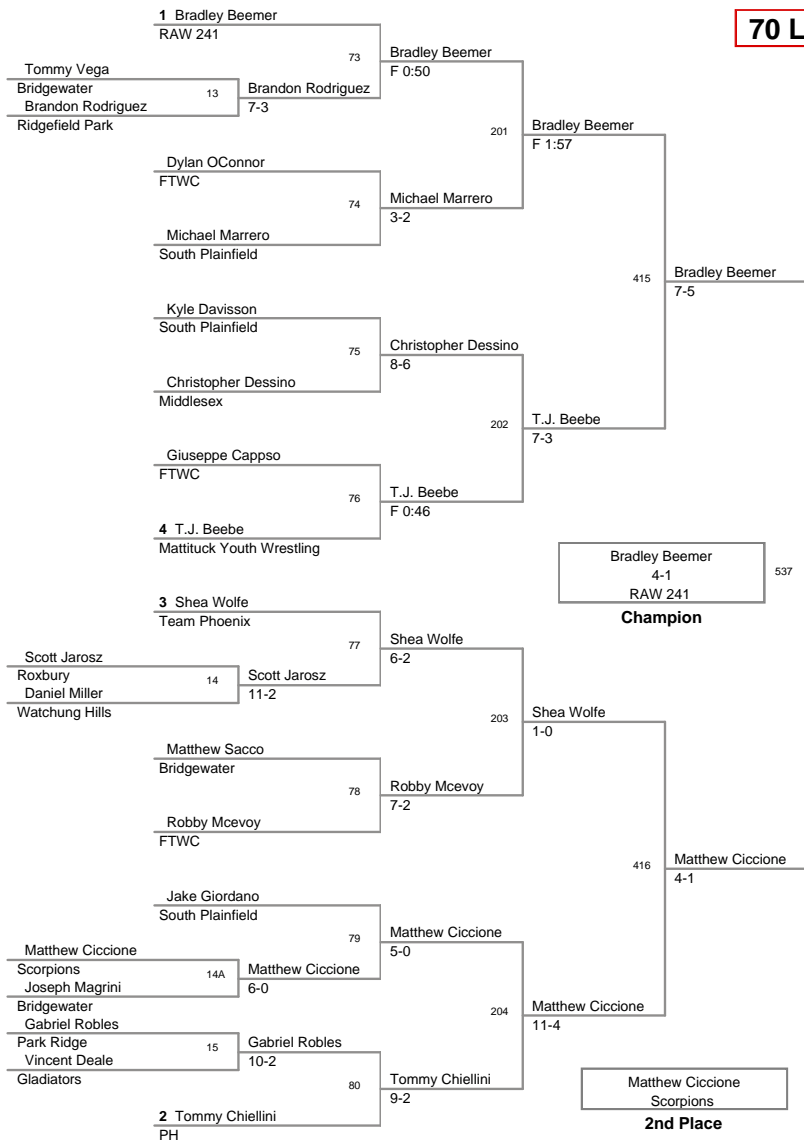 1 Bradley Beemer
RAW 241
70 L
73
Bradley Beemer
F 0:50
Tommy Vega
Bridgewater
13
Brandon Rodriguez
Brandon Rodriguez
7-3
Ridgefield Park
201
Bradley Beemer
F 1:57
Dylan OConnor
FTWC
74
Michael Marrero
3-2
Michael Marrero
South Plainfield
415
Bradley Beemer
7-5
Kyle Davisson
South Plainfield
75
Christopher Dessino
8-6
Christopher Dessino
Middlesex
202
T.J. Beebe
7-3
Giuseppe Cappso
FTWC
76
T.J. Beebe
F 0:46
4 T.J. Beebe
Mattituck Youth Wrestling
Bradley Beemer
4-1
RAW 241
537
Champion
3 Shea Wolfe
Team Phoenix
77
Shea Wolfe
6-2
Scott Jarosz
Roxbury
14
Scott Jarosz
Daniel Miller
11-2
Watchung Hills
203
Shea Wolfe
1-0
Matthew Sacco
Bridgewater
78
Robby Mcevoy
7-2
Robby Mcevoy
FTWC
416
Matthew Ciccione
4-1
Jake Giordano
South Plainfield
79
Matthew Ciccione
5-0
Matthew Ciccione
Scorpions
14A
Matthew Ciccione
Joseph Magrini
6-0
Bridgewater
204
Matthew Ciccione
11-4
Gabriel Robles
Park Ridge
15
Gabriel Robles
Vincent Deale
10-2
Gladiators
80
Tommy Chiellini
9-2
2 Tommy Chiellini
PH
Matthew Ciccione
Scorpions
2nd Place